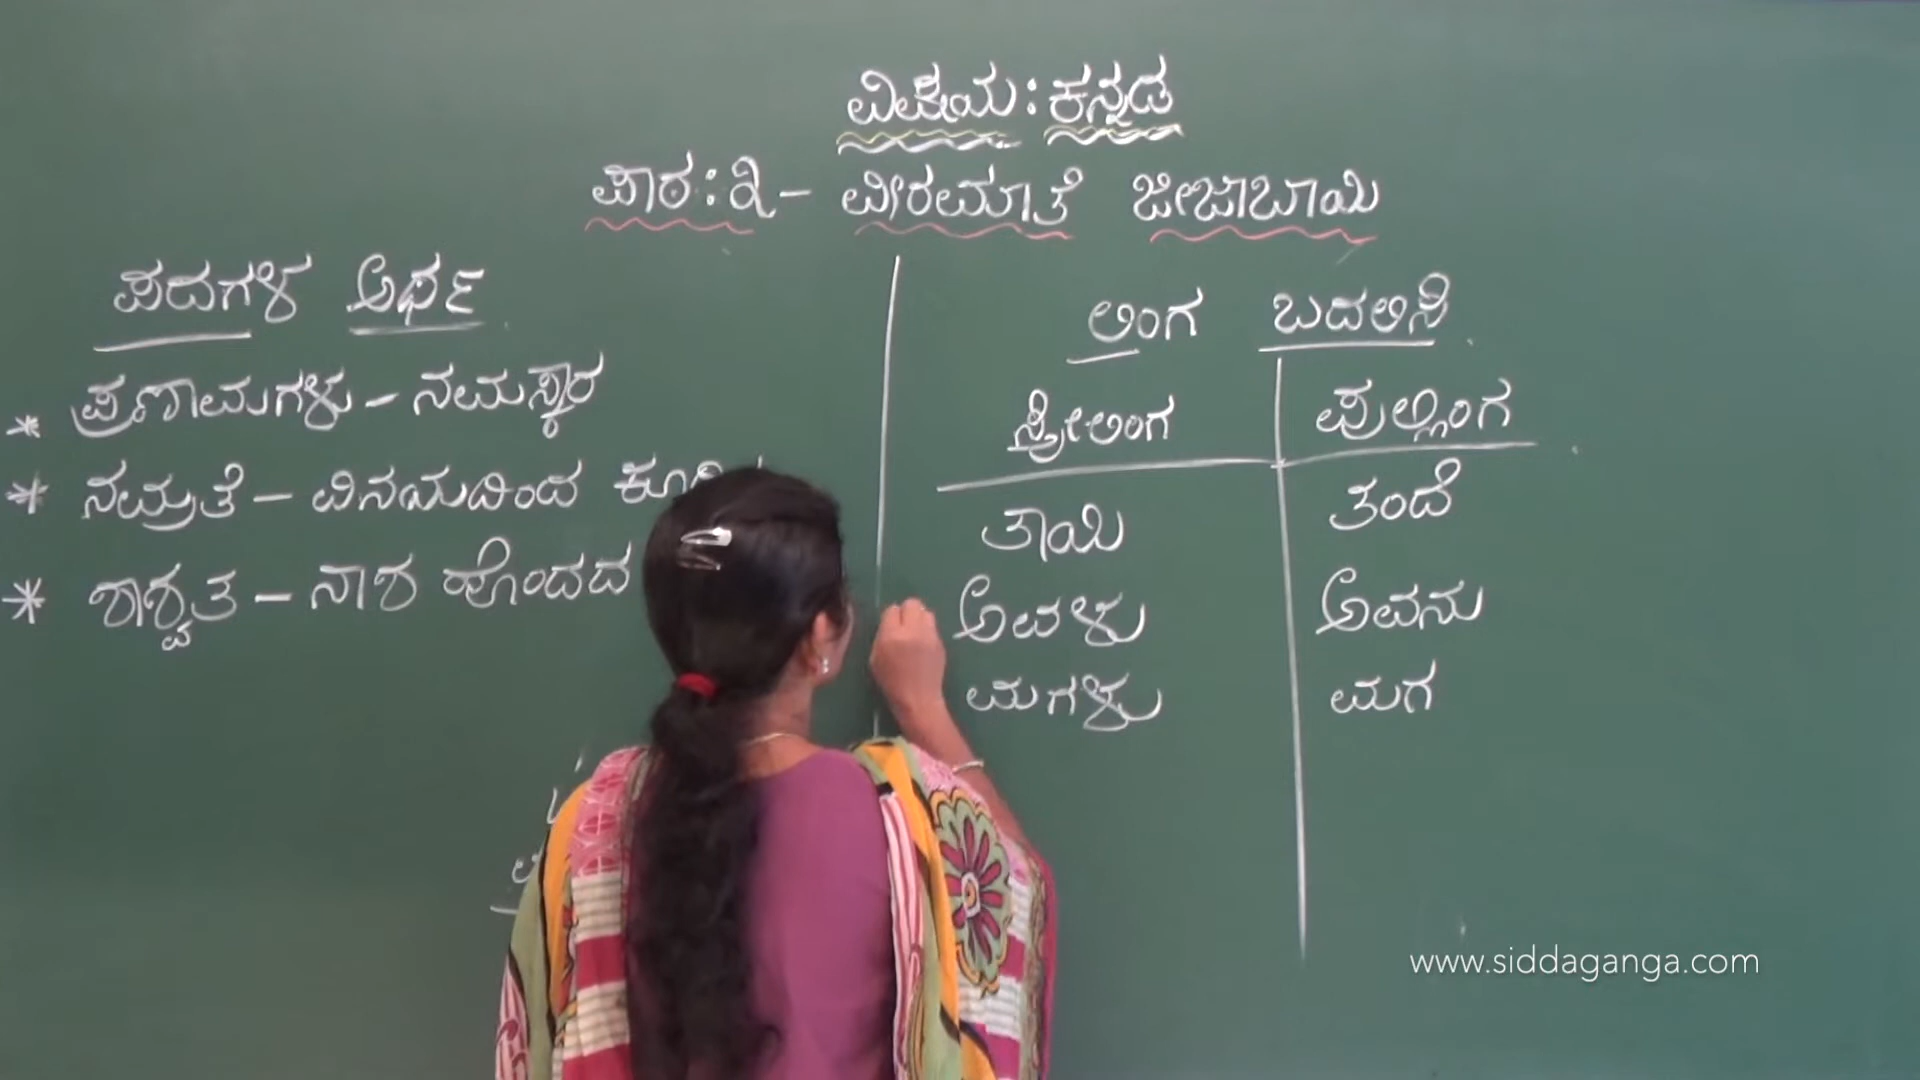 ವಿಷಯ : ಕನ್ನಡ
ಪಾಠ : ೩ - ವೀರಮಾತೆ ಜೀಜಾಬಾಯಿ
ಪದಗಳ ಅರ್ಥ
* ಪ್ರಣಾಮಗಳು - ನಮಸ್ಕಾರ
* ನಮ್ರತೆ - ವಿನಯದಿಂದ
* ಶಾಶ್ವತ - ನಾಶ ಹೊಂದದ
ಲಿಂಗ ಬದಲಿಸಿ
ಸ್ತ್ರೀಲಿಂಗ ಪುಲ್ಲಿಂಗ
ತಾಯಿ ತಂದೆ
ಅವಳು ಅವನು
ಮಗಳು ಮಗ
www.siddaganga.com